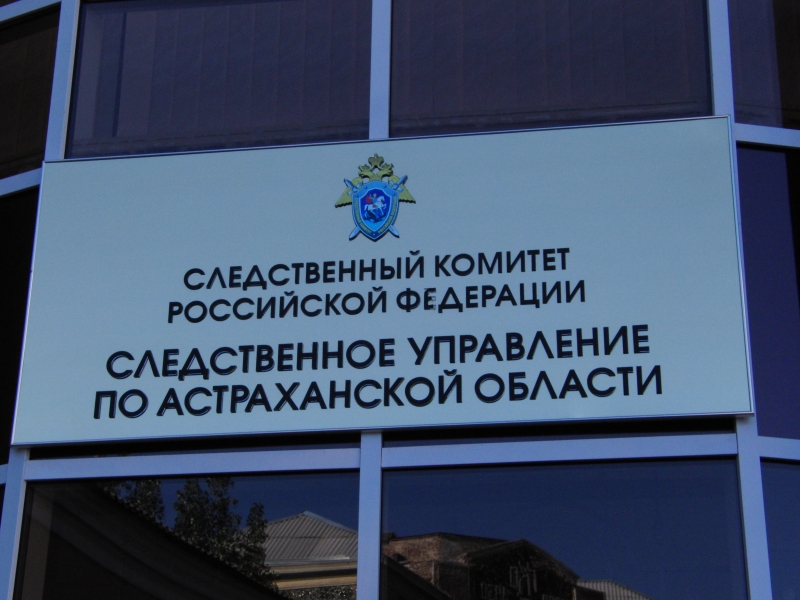 СЛЕДСТВЕННЫЙ КОМИТЕТ
РОССИЙСКОЙ ФЕДЕРАЦИИ
СЛЕДСТВЕННОЕ УПРАВЛЕНИЕ
ПО АСТРАХАНСКОЙ ОБЛАСТИ